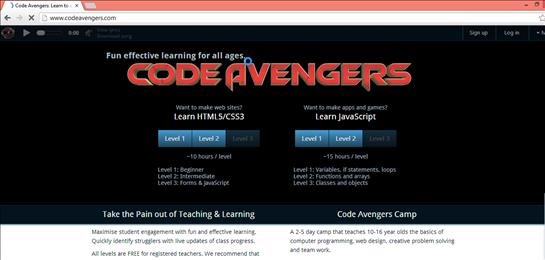 Code Avengers: Learn to
www.codeavengers.com
0:00
View lyrics
Download song
Sign up
Log in
Fun effective learning for all ages
CODE AVENGERS
Want to make web sites?
Learn HTML5/CSS3
Level 1 Level 2 Level 3
~10 hours / level
Level 1: Beginner
Level 2: Intermediate
Level 3: Forms & JavaScript
Want to make apps and games?
Learn JavaScript
Level 1 Level 2 Level 3
~15 hours / level
Level 1: Variables, if statements, loops
Level 2: Functions and arrays
Level 3: Classes and objects
Take the Pain out of Teaching & Learning
Maximise student engagement with fun and effective learning.
Quickly identify strugglers with live updates of class progress.
All levels are FREE for registered teachers. We recommend that
Code Avengers Camp
A 2-5 day camp that teaches 10-16 year olds the basics of
computer programming, web design, creative problem solving
and team work.